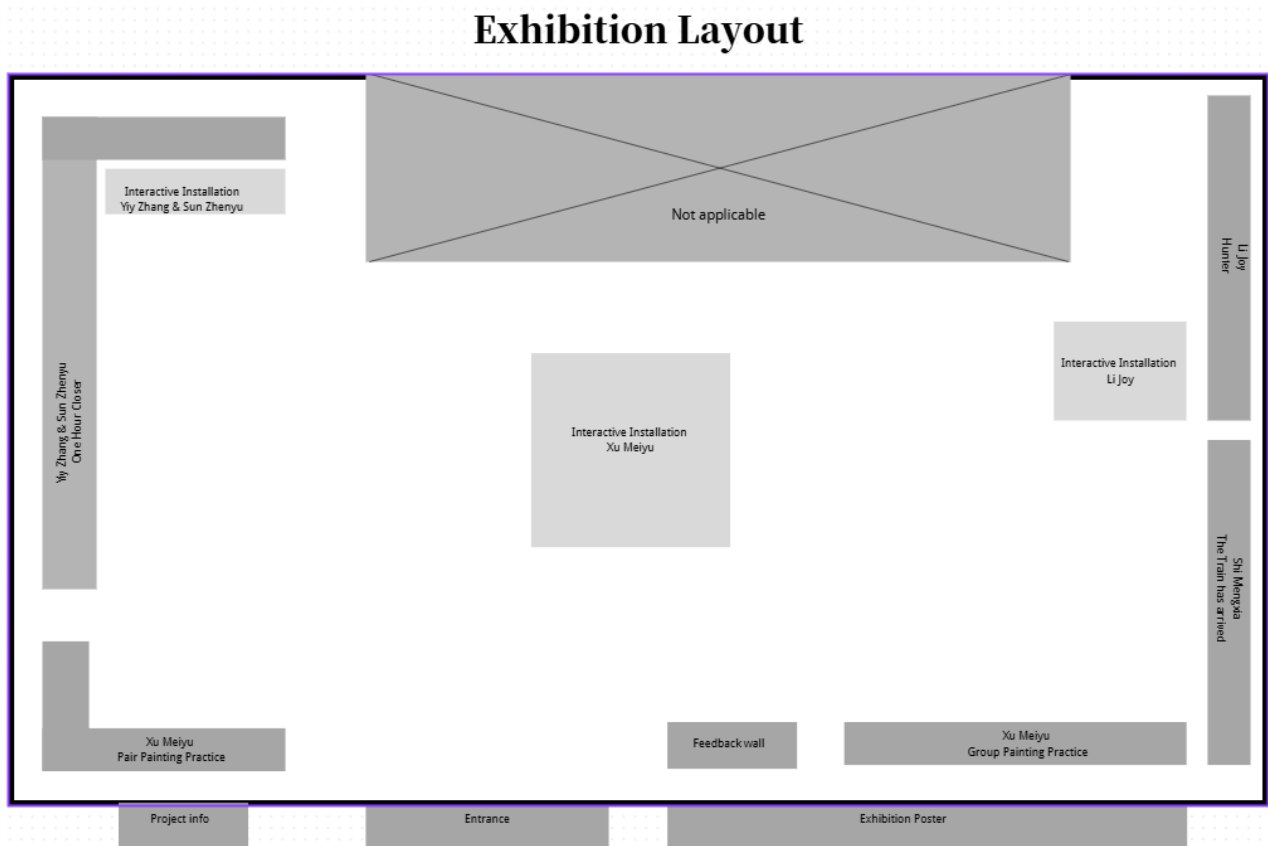 Exhibition Layout
Interactive Installation
Yiy Zhang & Sun Zhenyu
Not applicable
Li Joy
Hunter
Interactive Installation
Li Joy
Yiy Zhang & Sun Zhenyu
One Hour Closer
Interactive Installation
Xu Meiyu
Shi Mengxia
The Train has arrived
Xu Meiyu
Pair Painting Practice
Feedback wall
Xu Meiyu
Group Painting Practice
Project info
Entrance
Exhibition Poster